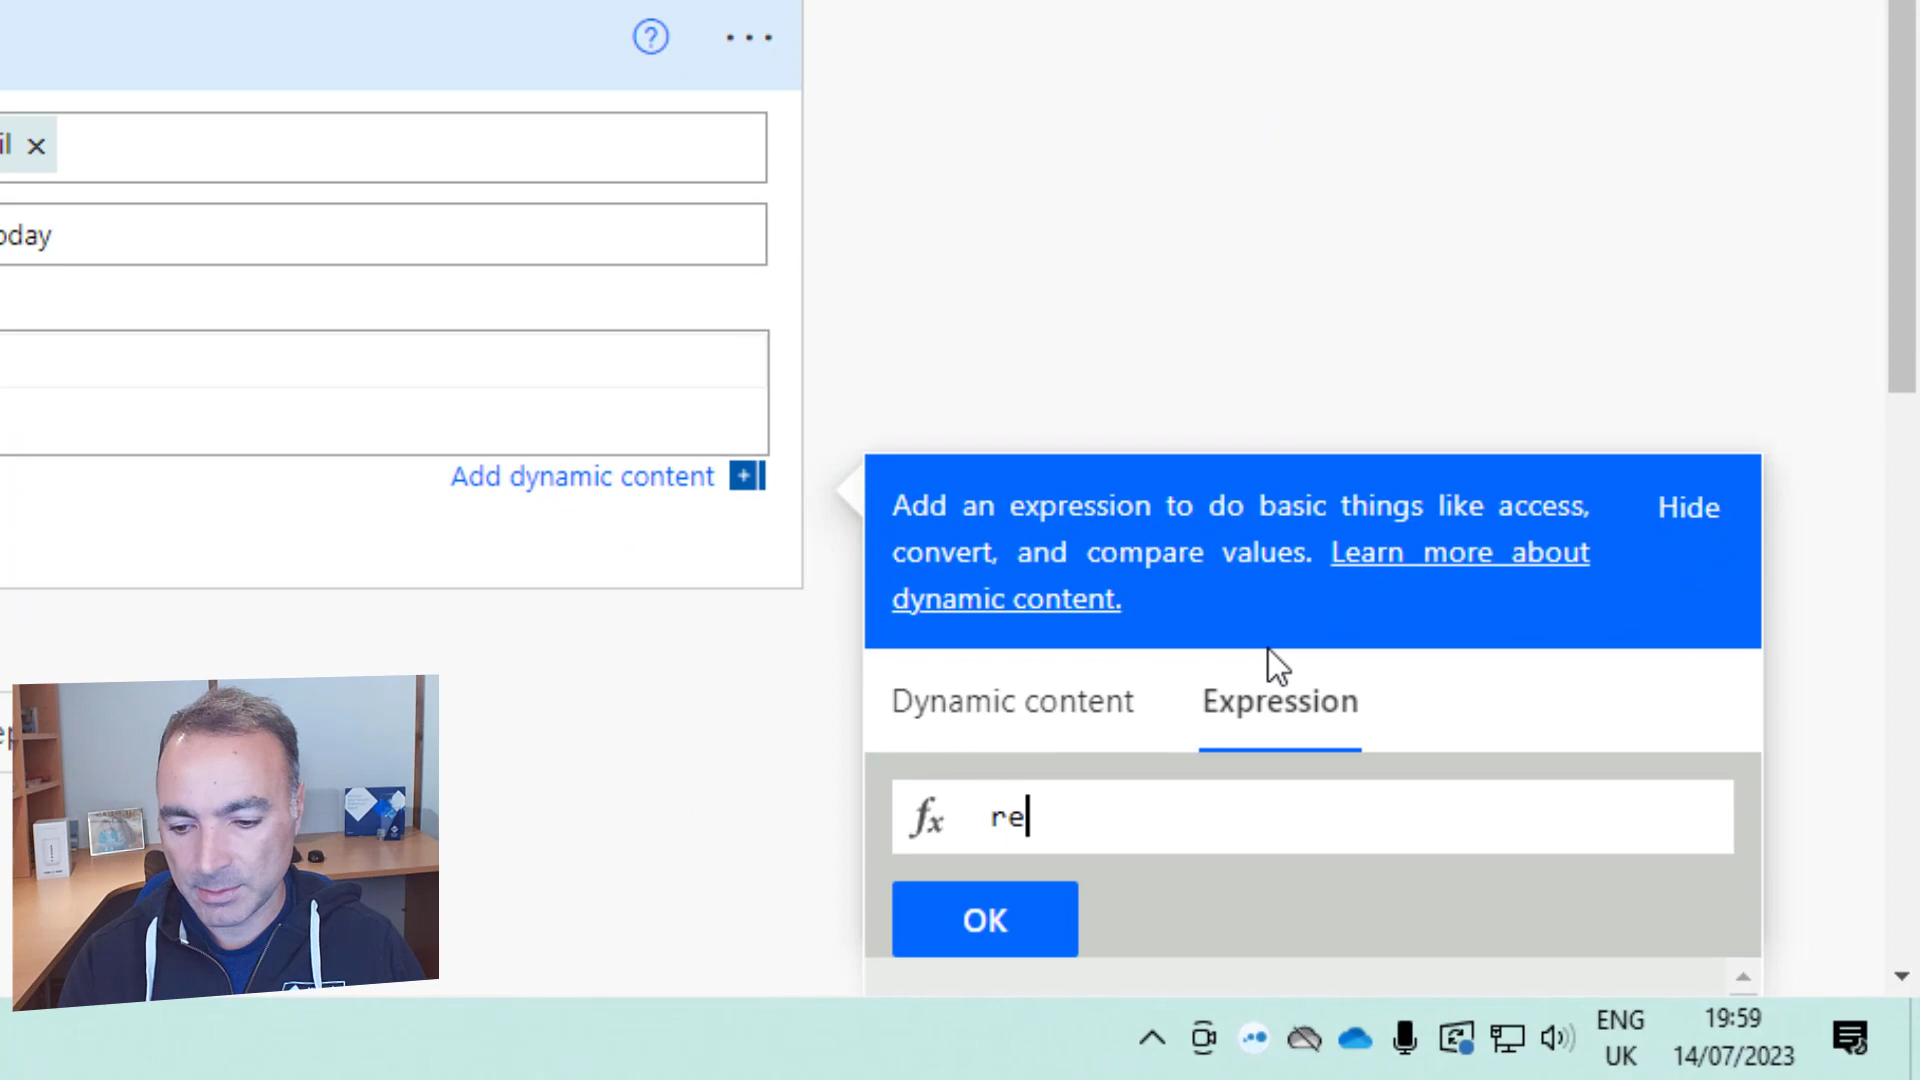 ?
il ×
oday
Add dynamic content
Add an expression to do basic things like access,
convert, and compare values. Learn more about
dynamic content.
Hide
Dynamic content
Expression
fx re
OK
ENG
UK
19:59
14/07/2023